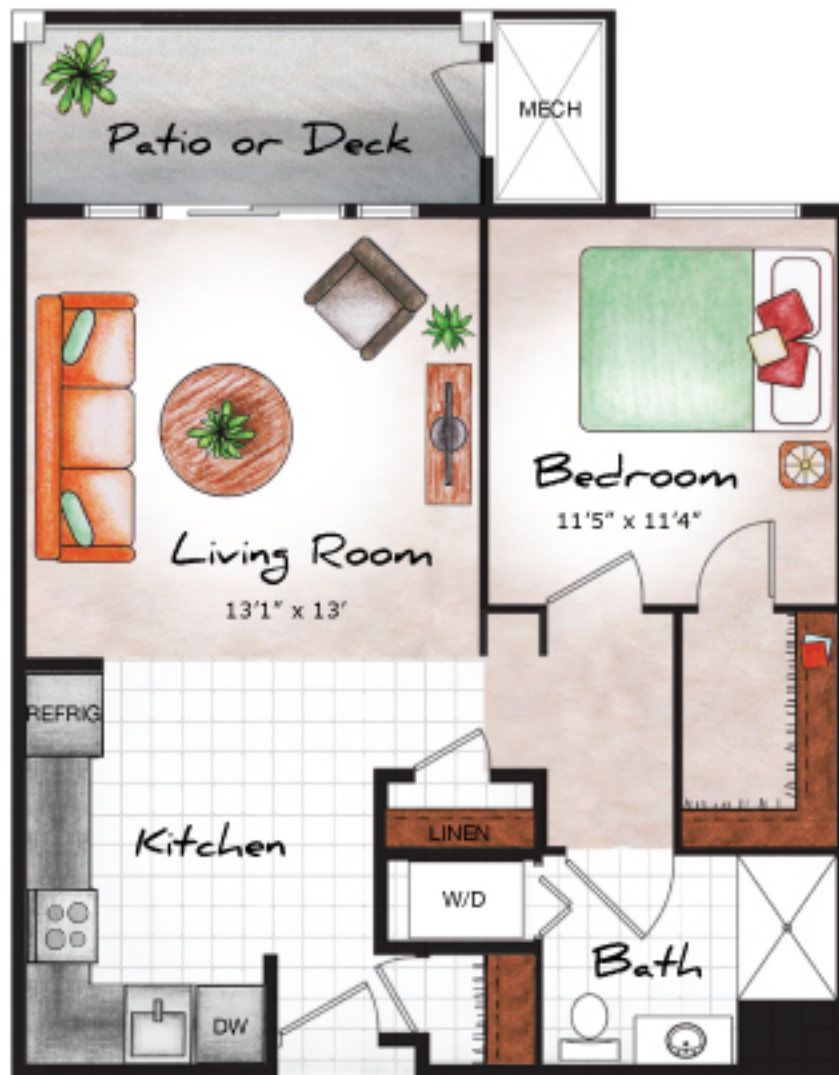 MECH
Patio or Deck
Bedroom
11'5" x 11'4"
Living Room
13'1" x 13'
REFRIG
LINEN
Kitchen
W/D
Bath
DW